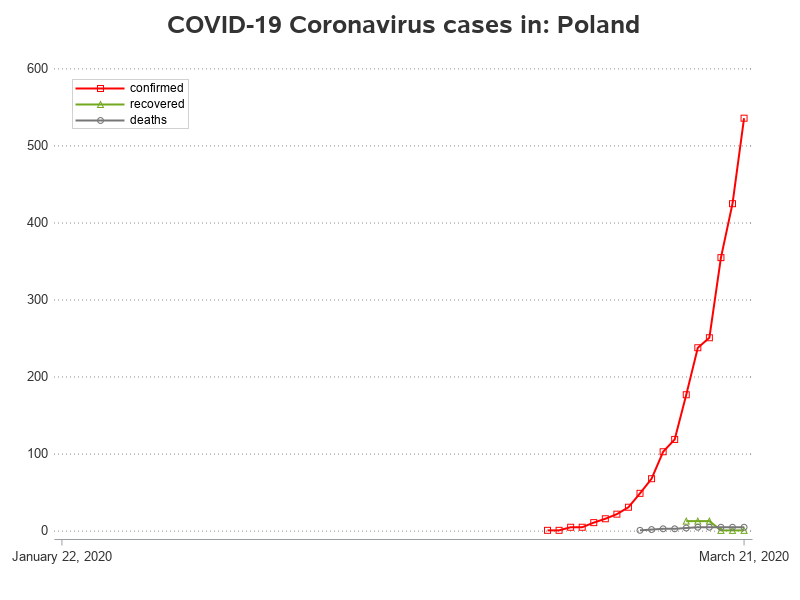 COVID-19 Coronavirus cases in: Poland
600
confirmed
recovered
deaths
500
400
300
200
100
0
January 22, 2020
March 21, 2020